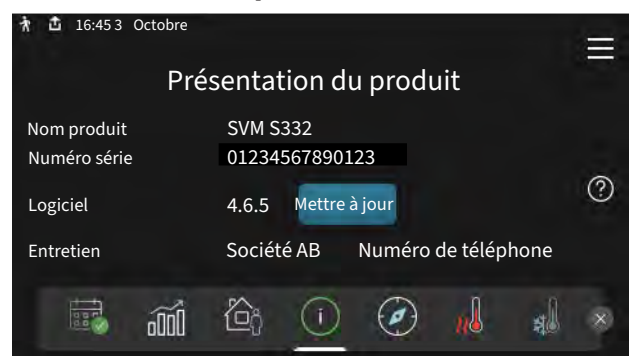 16:45 3 Octobre
Présentation du produit
Nom produit SVM S332
Numéro série 01234567890123
Logiciel 4.6.5 Mettre à jour
Entretien Société AB Numéro de téléphone